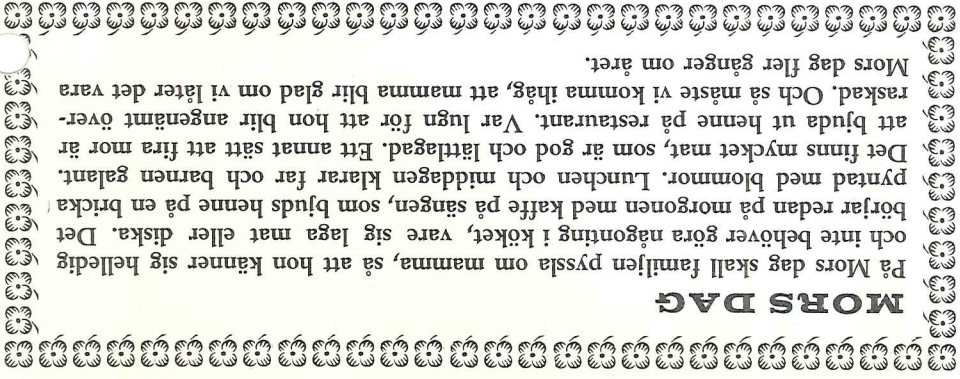 MORS DAG
På Mors dag skall familjen pyssla om mamma, så att hon känner sig helledig
och inte behöver göra någonting i köket, vare sig laga mat eller diska. Det
börjar redan på morgonen med kaffe på sängen, som bjuds henne på en bricka
pyntad med blommor. Lunchen och middagen klarar far och barnen galant.
Det finns mycket mat, som är god och lättlagad. Ett annat sätt att fira mor är
att bjuda ut henne på restaurant. Var lugn för att hon blir angenämt över-
raskad. Och så måste vi komma ihåg, att mamma blir glad om vi låter det vara
Mors dag fler gånger om året.